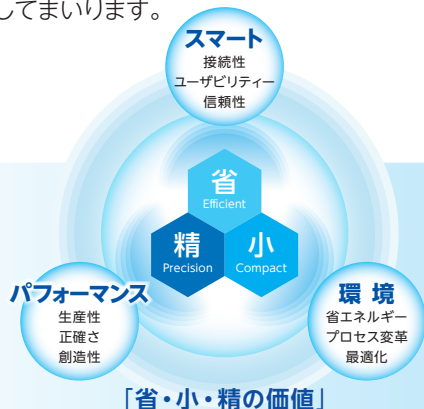 してまいります。
スマート
接続性
ユーザビリティー
信頼性
省
Efficient
精
Precision
小
Compact
パフォーマンス
生産性
正確さ
創造性
環境
省エネルギー
プロセス変革
最適化
「省・小・精の価値」